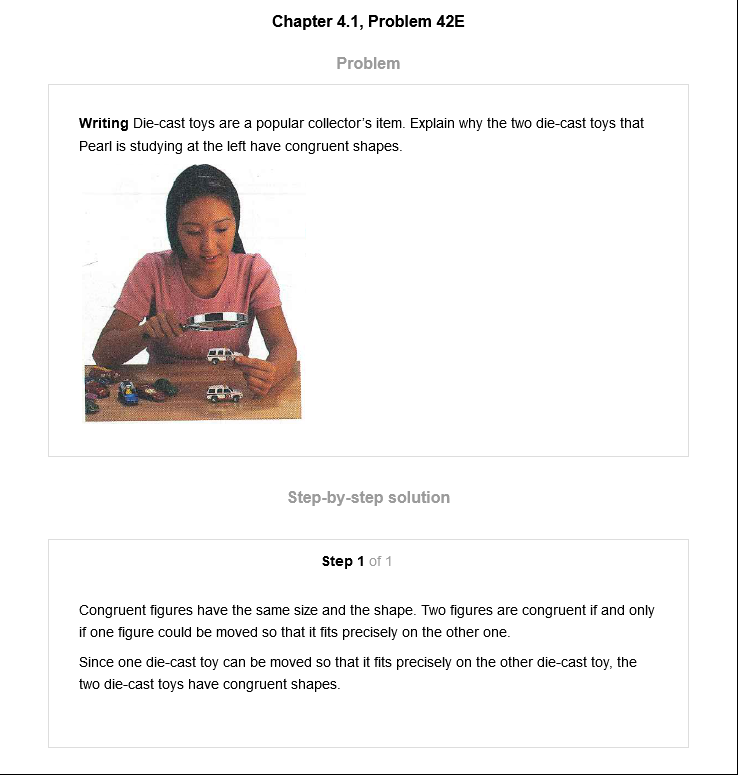 Chapter 4.1, Problem 42E
Problem
Writing Die-cast toys are a popular collector's item. Explain why the two die-cast toys that
Pearl is studying at the left have congruent shapes.
Step-by-step solution
Step 1 of 1
Congruent figures have the same size and the shape. Two figures are congruent if and only
if one figure could be moved so that it fits precisely on the other one.
Since one die-cast toy can be moved so that it fits precisely on the other die-cast toy, the
two die-cast toys have congruent shapes.